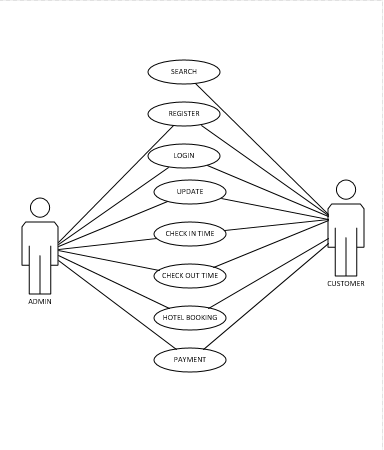 SEARCH
REGISTER
LOGIN
UPDATE
CHECK IN TIME
CHECK OUT TIME
HOTEL BOOKING
PAYMENT
ADMIN
CUSTOMER